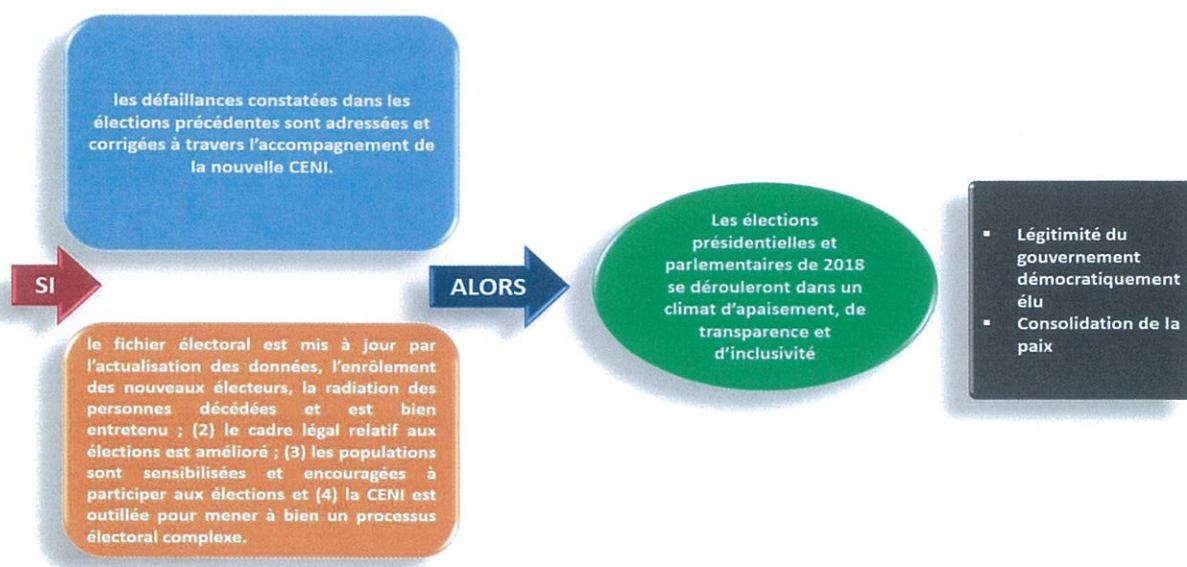 les défaillances constatées dans les
élections précédentes sont adressées et
corrigées à travers l'accompagnement de
la nouvelle CENI.
SI
le fichier électoral est mis à jour par
l'actualisation des données, l'enrôlement
des nouveaux électeurs, la radiation des
personnes décédées et est bien
entretenu ; (2) le cadre légal relatif aux
élections est amélioré ; (3) les populations
sont sensibilisées et encouragées à
participer aux élections et (4) la CENI est
outillée pour mener à bien un processus
électoral complexe.
ALORS
Les élections
présidentielles et
parlementaires de 2018
se dérouleront dans un
climat d'apaisement, de
transparence et
d'inclusivité
▪ Légitimité du
gouvernement
démocratiquement
élu
▪ Consolidation de la
paix